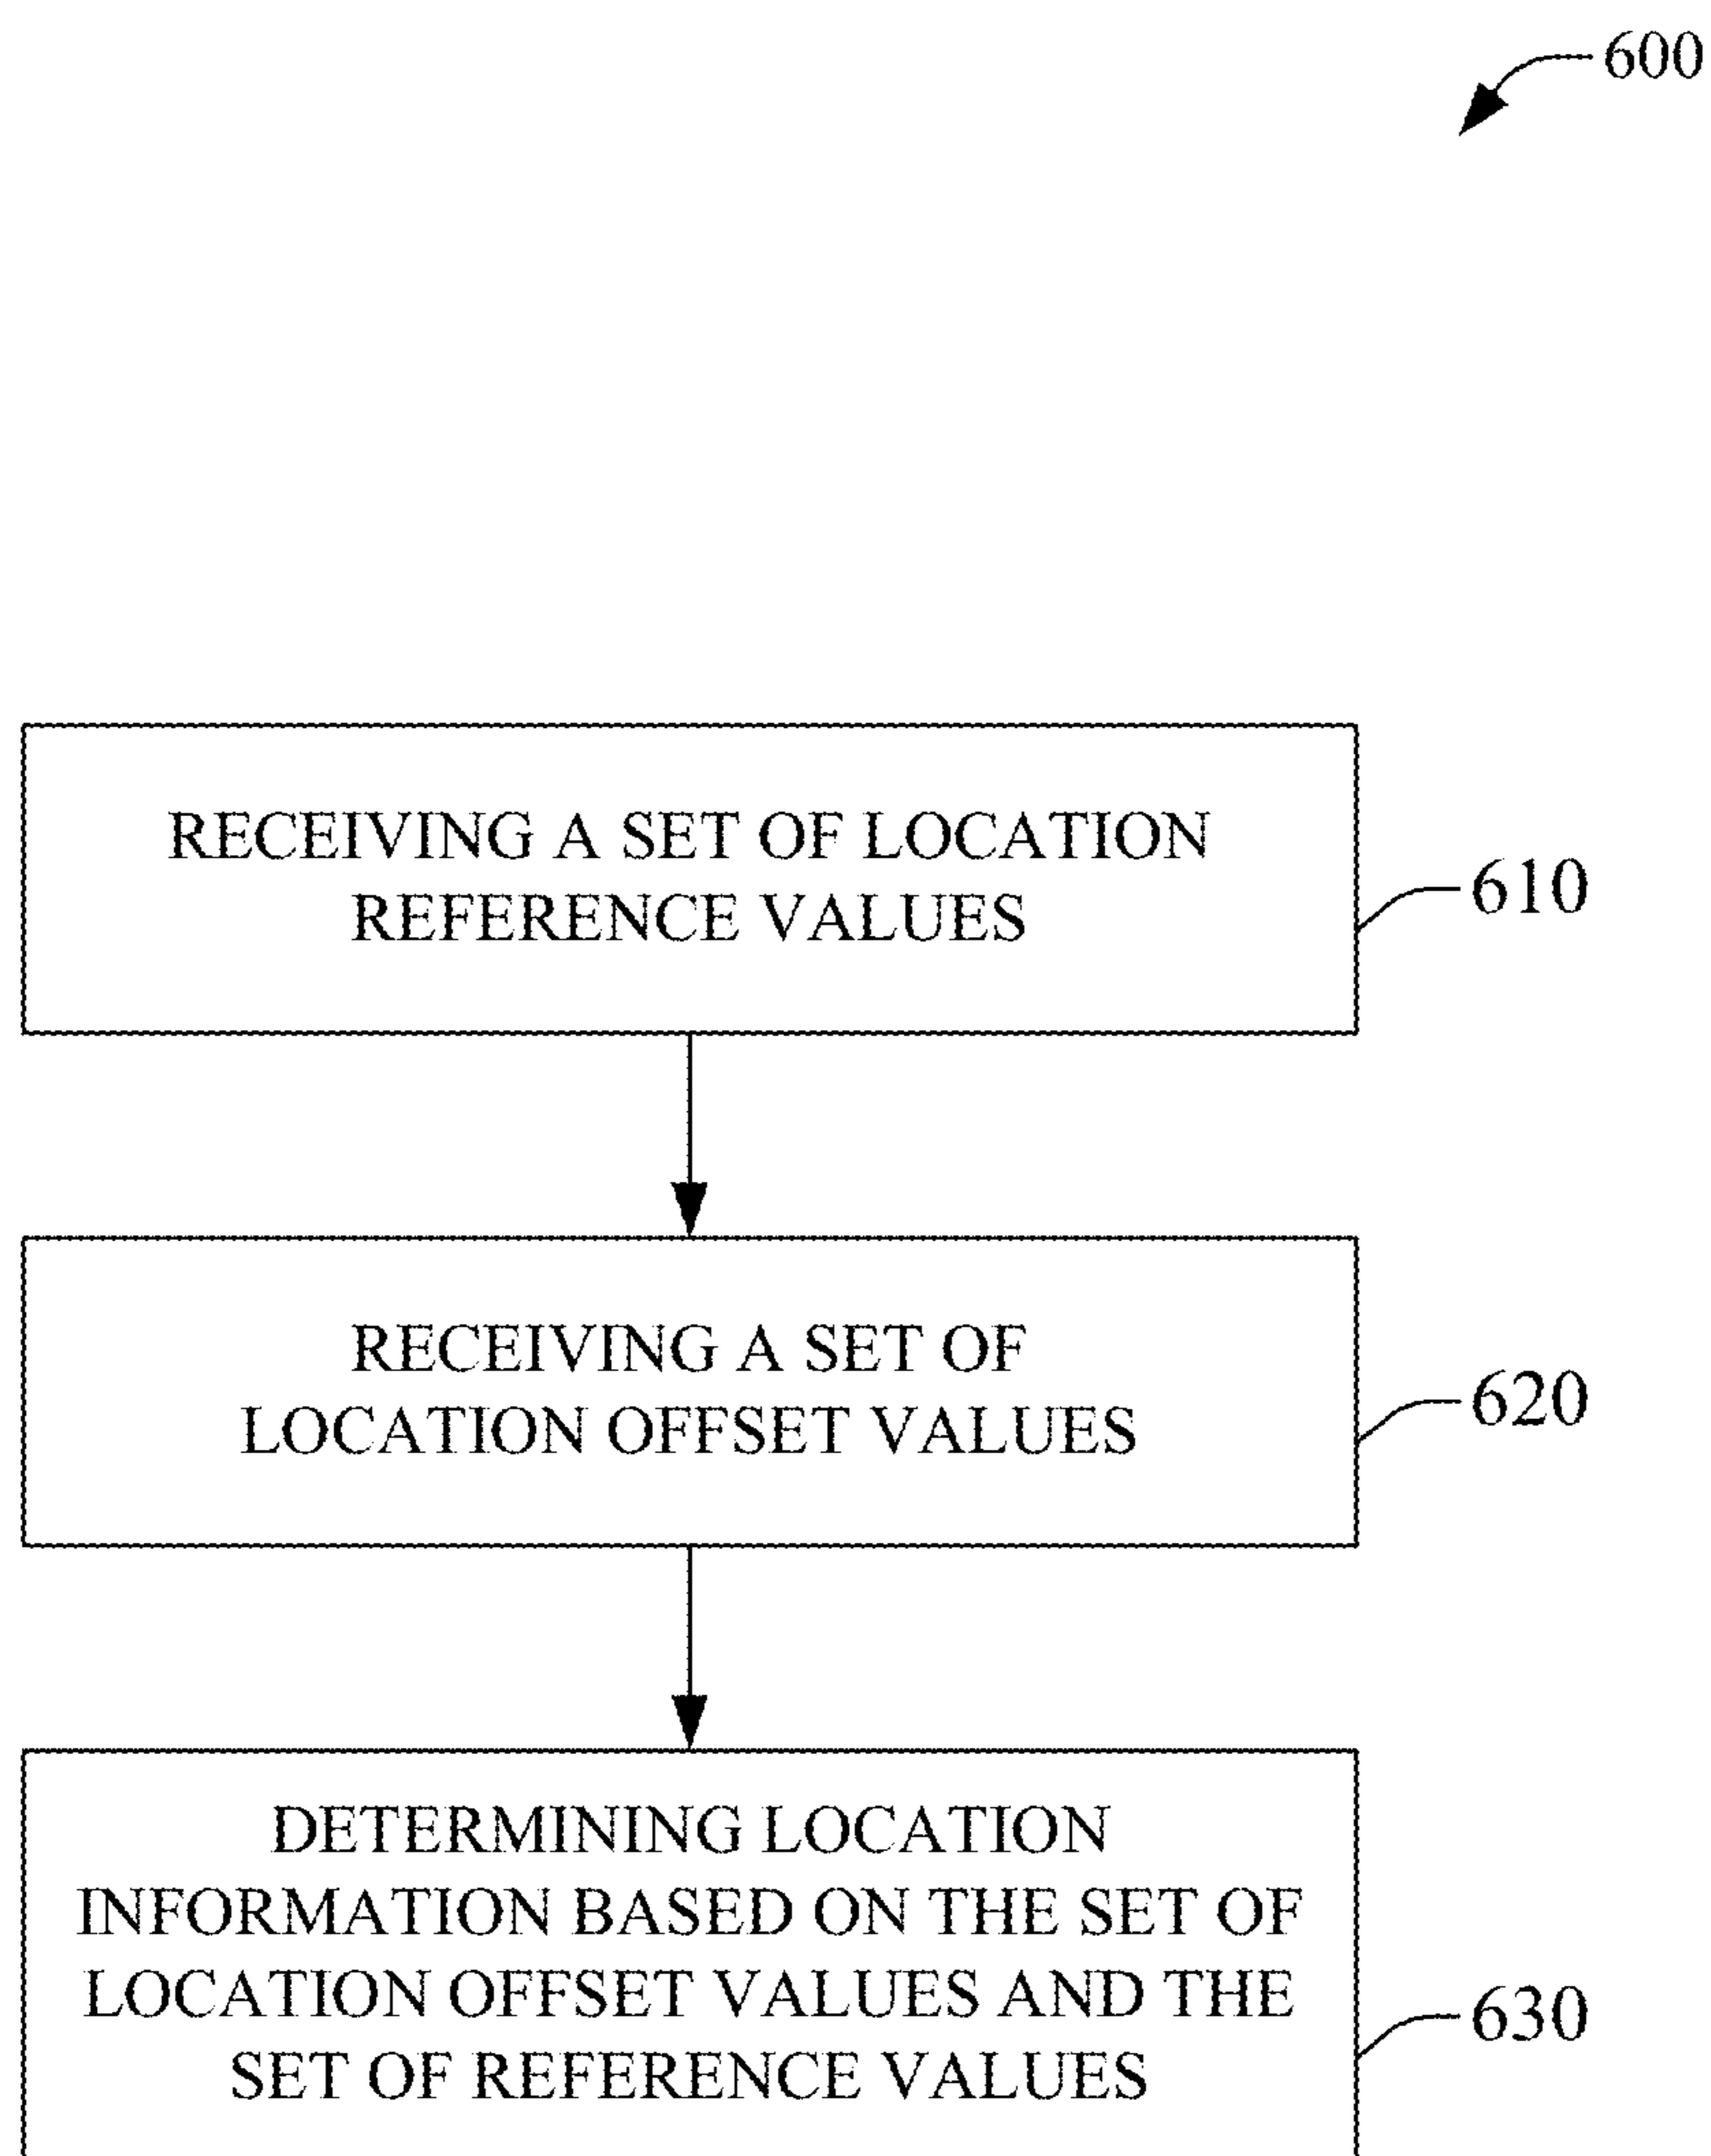 600
RECEIVING A SET OF LOCATION
REFERENCE VALUES
610
RECEIVING A SET OF
LOCATION OFFSET VALUES
620
DETERMINING LOCATION
INFORMATION BASED ON THE SET OF
LOCATION OFFSET VALUES AND THE
SET OF REFERENCE VALUES
630